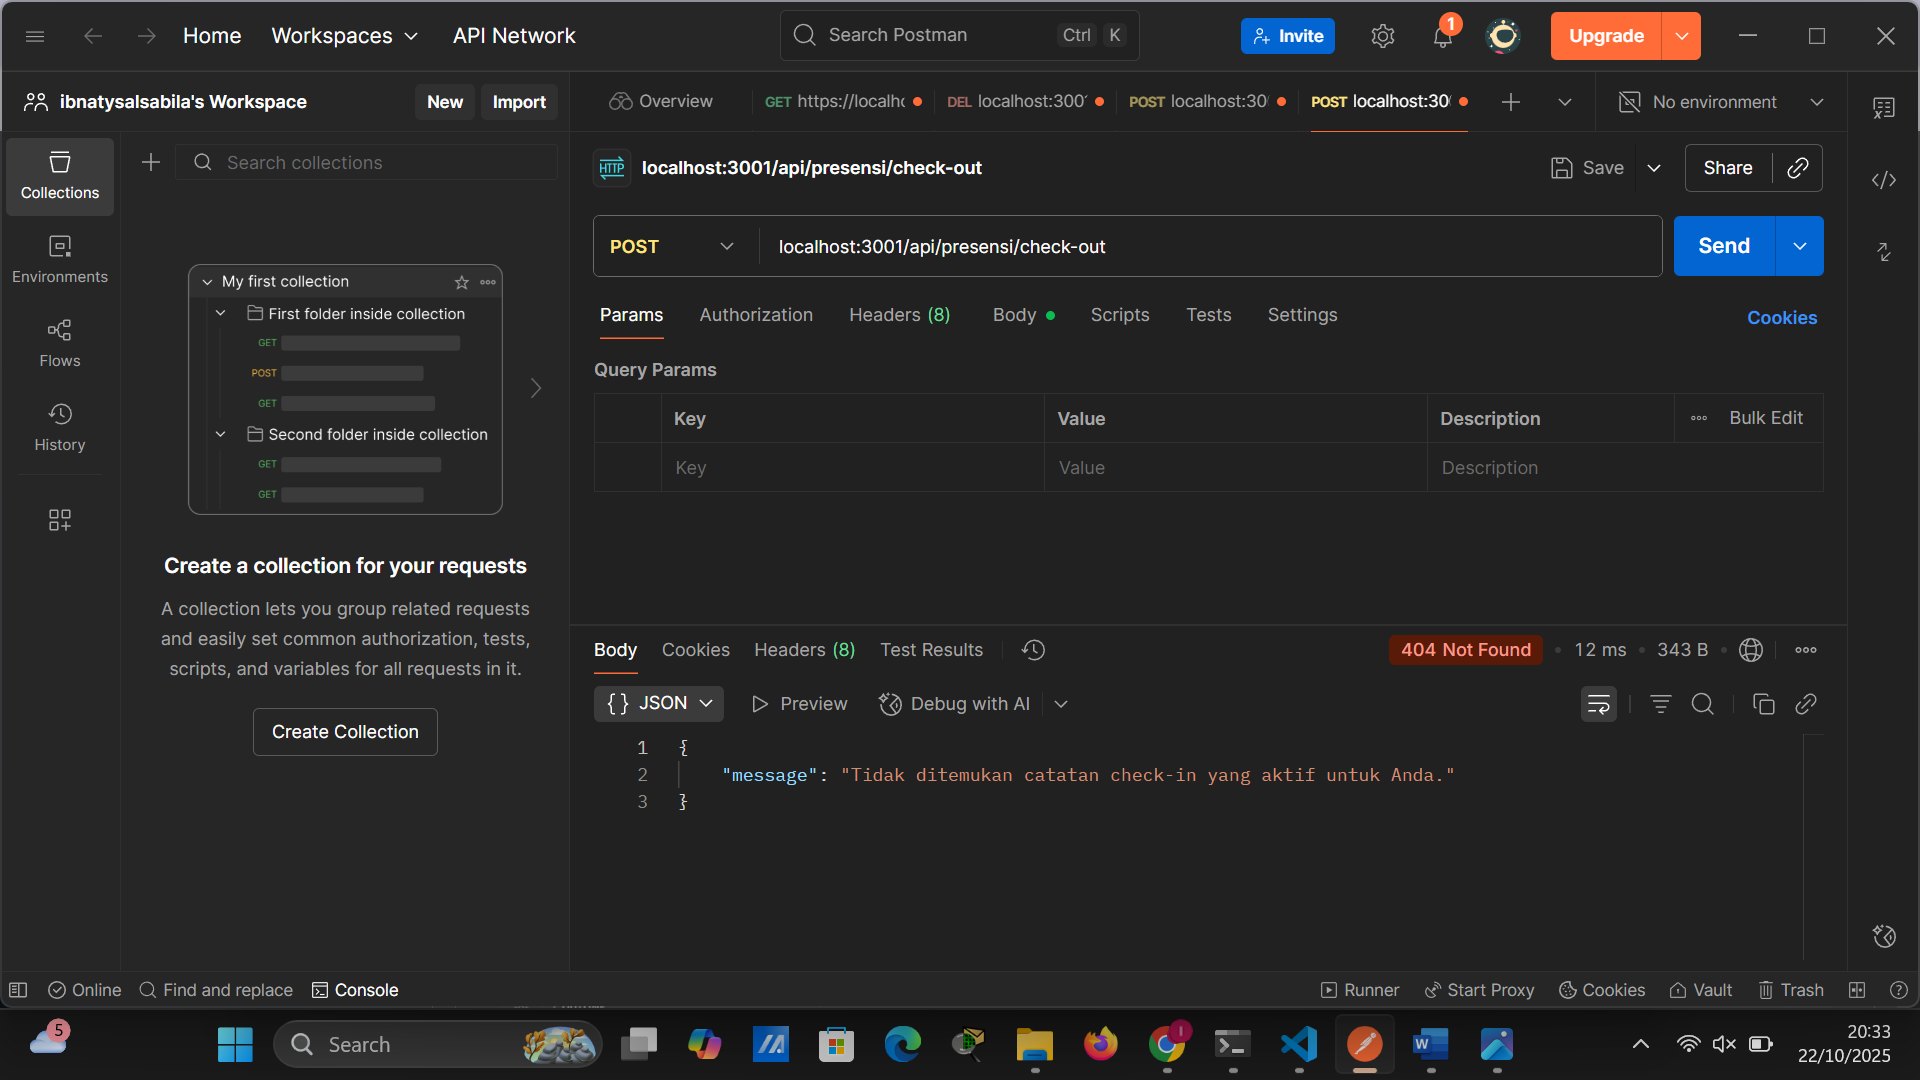 Home
Workspaces
API Network
Search Postman
Ctrl K
Invite
1
Upgrade
ibnatysalsabila's Workspace
New
Import
Overview
GET https://localho
DEL localhost:300
POST localhost:30
POST localhost:30
No environment
Collections
Environments
Flows
History
Search collections
My first collection
First folder inside collection
GET
POST
GET
Second folder inside collection
GET
GET
Create a collection for your requests
A collection lets you group related requests
and easily set common authorization, tests,
scripts, and variables for all requests in it.
Create Collection
HTTP
localhost:3001/api/presensi/check-out
Save
Share
POST
localhost:3001/api/presensi/check-out
Send
Params
Authorization
Headers (8)
Body
Scripts
Tests
Settings
Cookies
Query Params
Key
Value
Description
Bulk Edit
Key
Value
Description
Body
Cookies
Headers (8)
Test Results
404 Not Found
12 ms
343 B
{ } JSON
Preview
Debug with AI
1 {
2 "message": "Tidak ditemukan catatan check-in yang aktif untuk Anda."
3 }
Online
Find and replace
Console
Runner
Start Proxy
Cookies
Vault
Trash
5
Search
20:33
22/10/2025